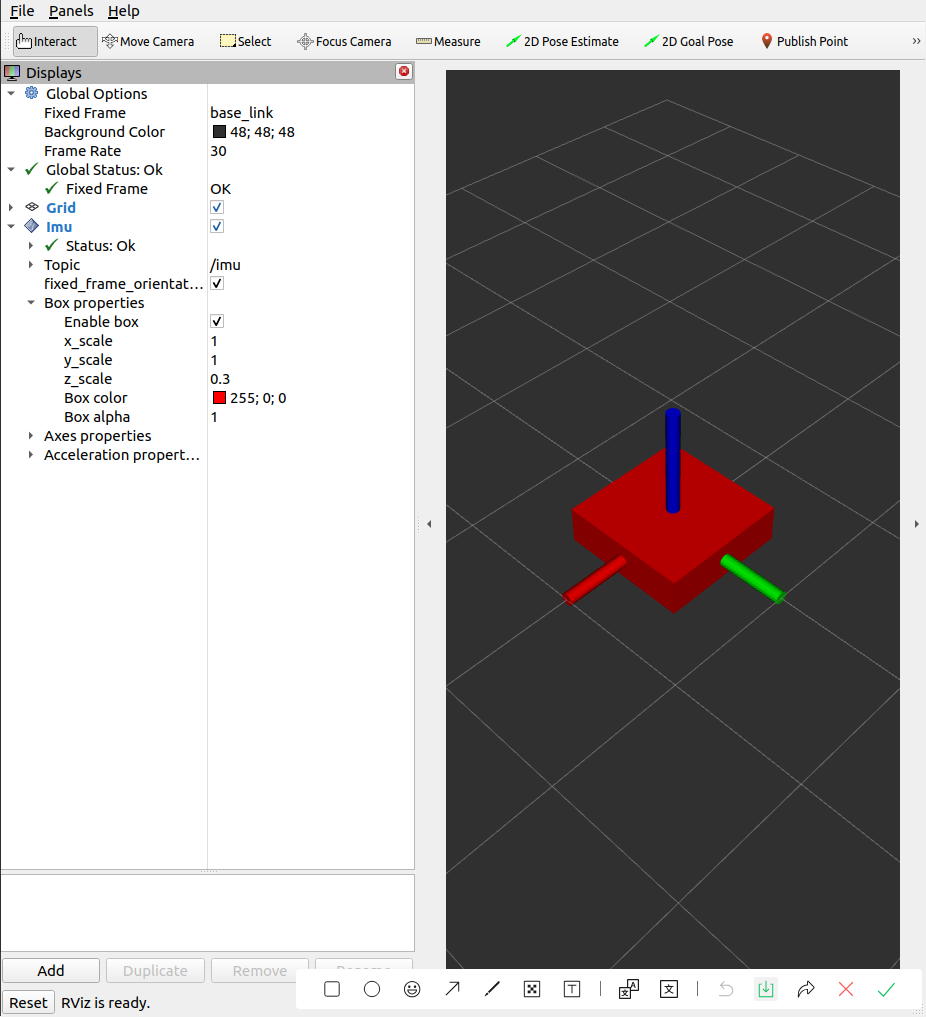 File Panels Help
Interact Move Camera Select Focus Camera Measure 2D Pose Estimate 2D Goal Pose Publish Point »
Displays
Global Options
Fixed Frame base_link
Background Color 48; 48; 48
Frame Rate 30
Global Status: Ok
Fixed Frame OK
Grid
Imu
Status: Ok
Topic /imu
fixed_frame_orientat...
Box properties
Enable box
x_scale 1
y_scale 1
z_scale 0.3
Box color 255; 0; 0
Box alpha 1
Axes properties
Acceleration propert...
Add Duplicate Remove Rename
Reset RViz is ready.